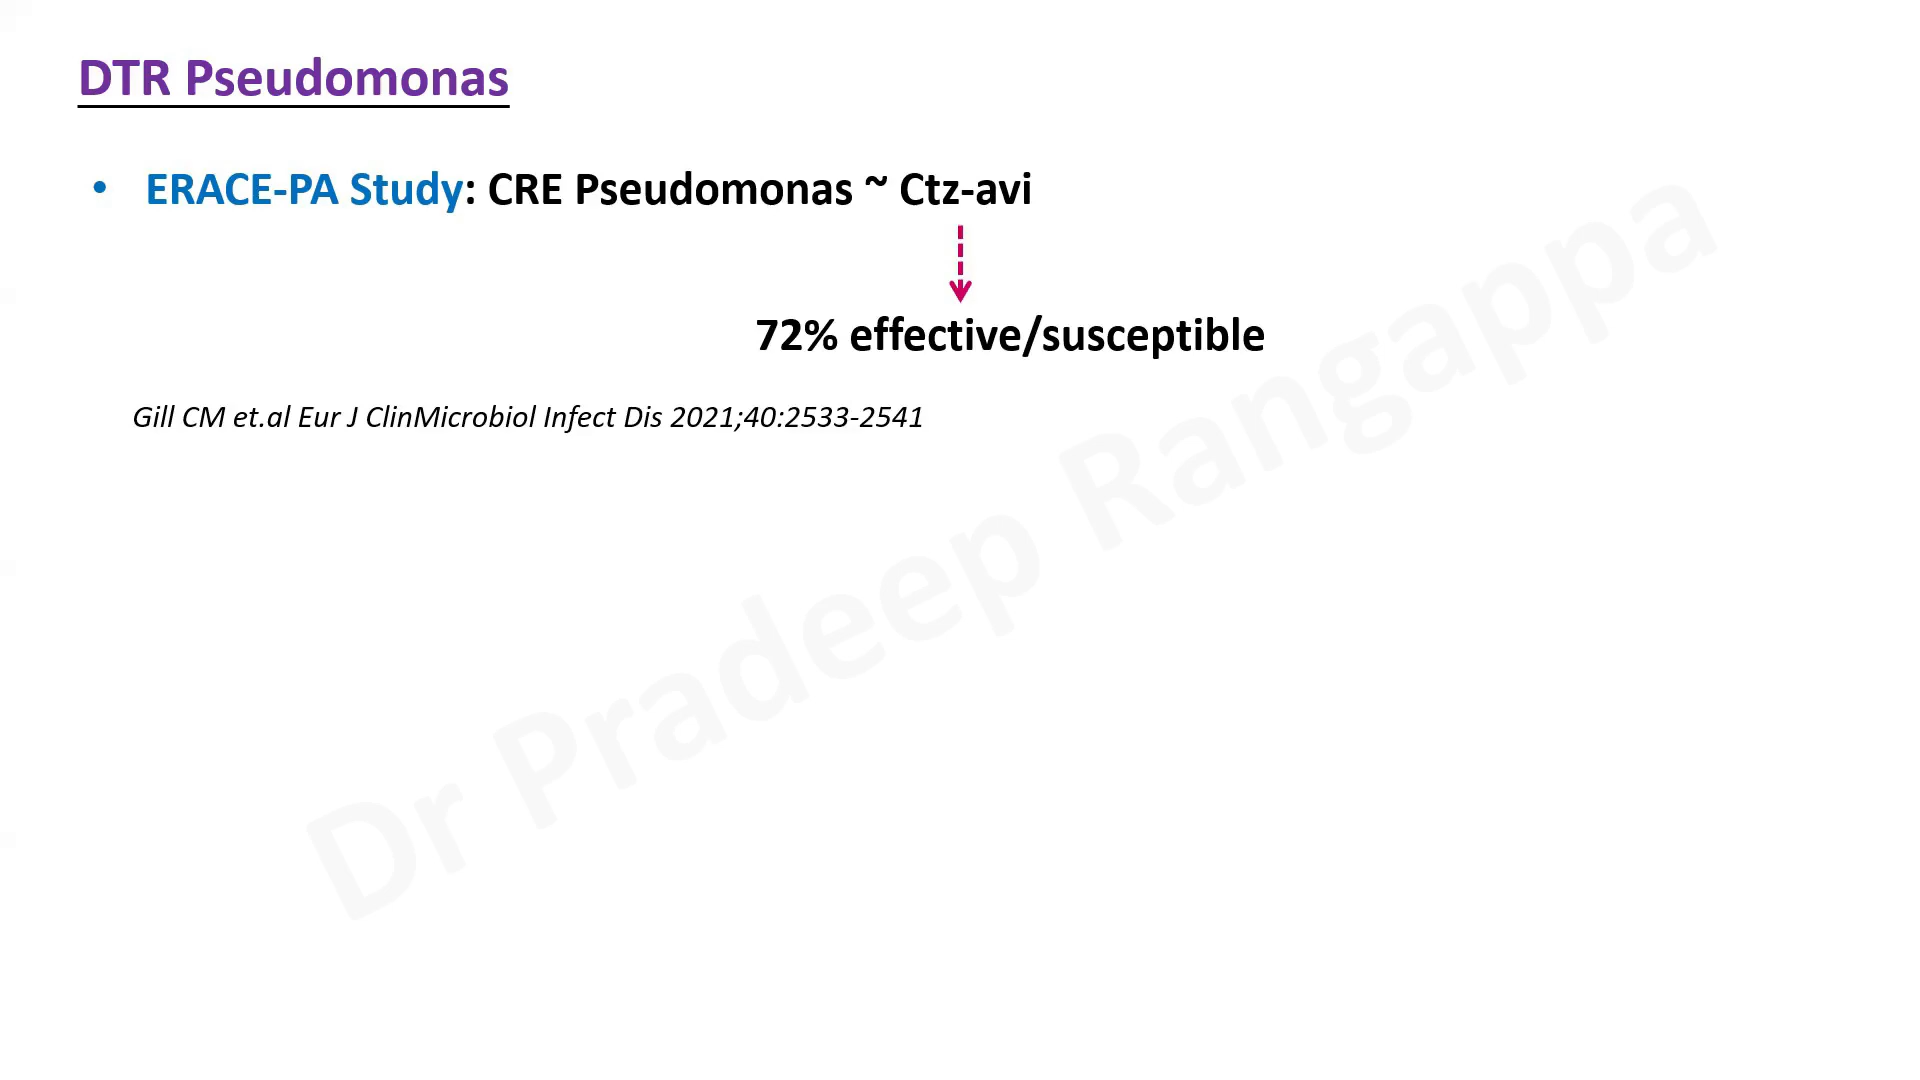 DTR Pseudomonas
• ERACE-PA Study: CRE Pseudomonas ~ Ctz-avi
72% effective/susceptible
Gill CM et.al Eur J ClinMicrobiol Infect Dis 2021;40:2533-2541
Dr Pradeep Rangappa